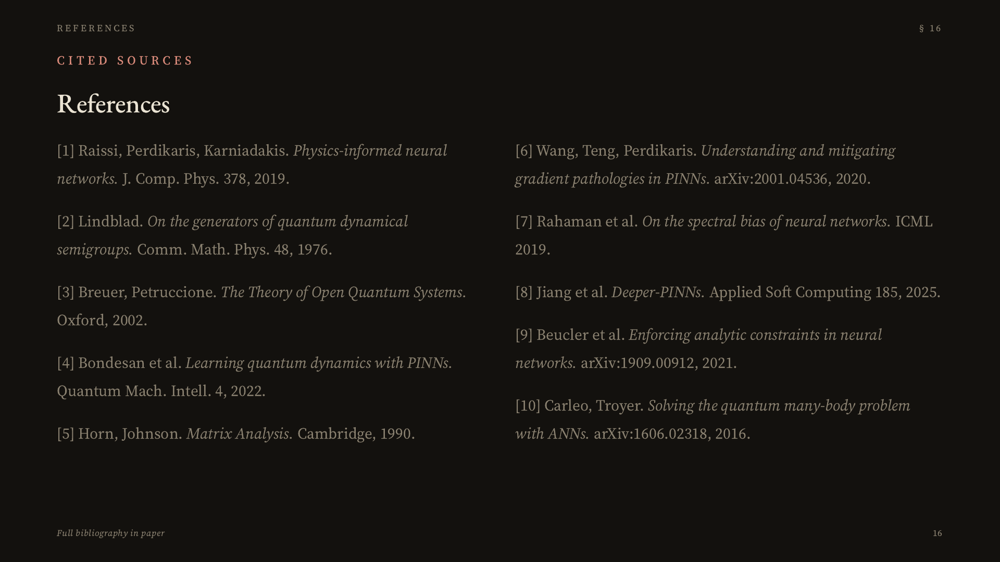 REFERENCES
§ 16
CITED SOURCES
References
[1] Raissi, Perdikaris, Karniadakis. Physics-informed neural
networks. J. Comp. Phys. 378, 2019.
[2] Lindblad. On the generators of quantum dynamical
semigroups. Comm. Math. Phys. 48, 1976.
[3] Breuer, Petruccione. The Theory of Open Quantum Systems.
Oxford, 2002.
[4] Bondesan et al. Learning quantum dynamics with PINNs.
Quantum Mach. Intell. 4, 2022.
[5] Horn, Johnson. Matrix Analysis. Cambridge, 1990.
[6] Wang, Teng, Perdikaris. Understanding and mitigating
gradient pathologies in PINNs. arXiv:2001.04536, 2020.
[7] Rahaman et al. On the spectral bias of neural networks. ICML
2019.
[8] Jiang et al. Deeper-PINNs. Applied Soft Computing 185, 2025.
[9] Beucler et al. Enforcing analytic constraints in neural
networks. arXiv:1909.00912, 2021.
[10] Carleo, Troyer. Solving the quantum many-body problem
with ANNs. arXiv:1606.02318, 2016.
Full bibliography in paper
16